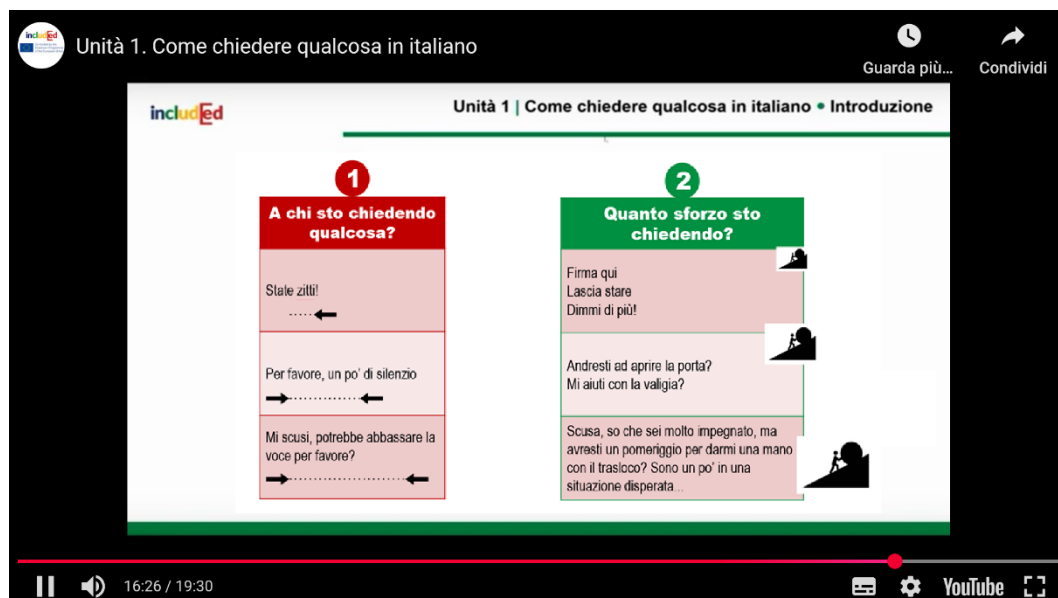 Unità 1. Come chiedere qualcosa in italiano
Guarda più...
Condividi
includEd
Unità 1 | Come chiedere qualcosa in italiano • Introduzione
1
A chi sto chiedendo
qualcosa?
State zitti!
Per favore, un po' di silenzio
Mi scusi, potrebbe abbassare la
voce per favore?
2
Quanto sforzo sto
chiedendo?
Firma qui
Lascia stare
Dimmi di più!
Andresti ad aprire la porta?
Mi aiuti con la valigia?
Scusa, so che sei molto impegnato, ma
avresti un pomeriggio per darmi una mano
con il trasloco? Sono un po' in una
situazione disperata...
16:26 / 19:30
YouTube